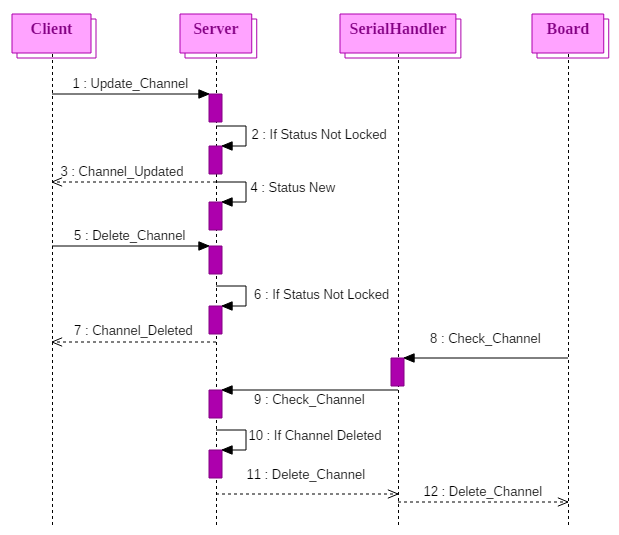 Client
Server
SerialHandler
Board
1 : Update_Channel
2 : If Status Not Locked
3 : Channel_Updated
4 : Status New
5 : Delete_Channel
6 : If Status Not Locked
7 : Channel_Deleted
8 : Check_Channel
9 : Check_Channel
10 : If Channel Deleted
11 : Delete_Channel
12 : Delete_Channel